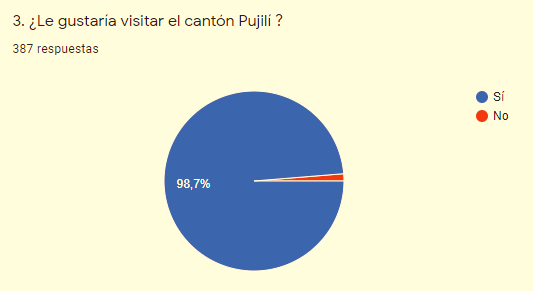 3. ¿Le gustaría visitar el cantón Pujilí ?
387 respuestas
Sí
No
98,7%